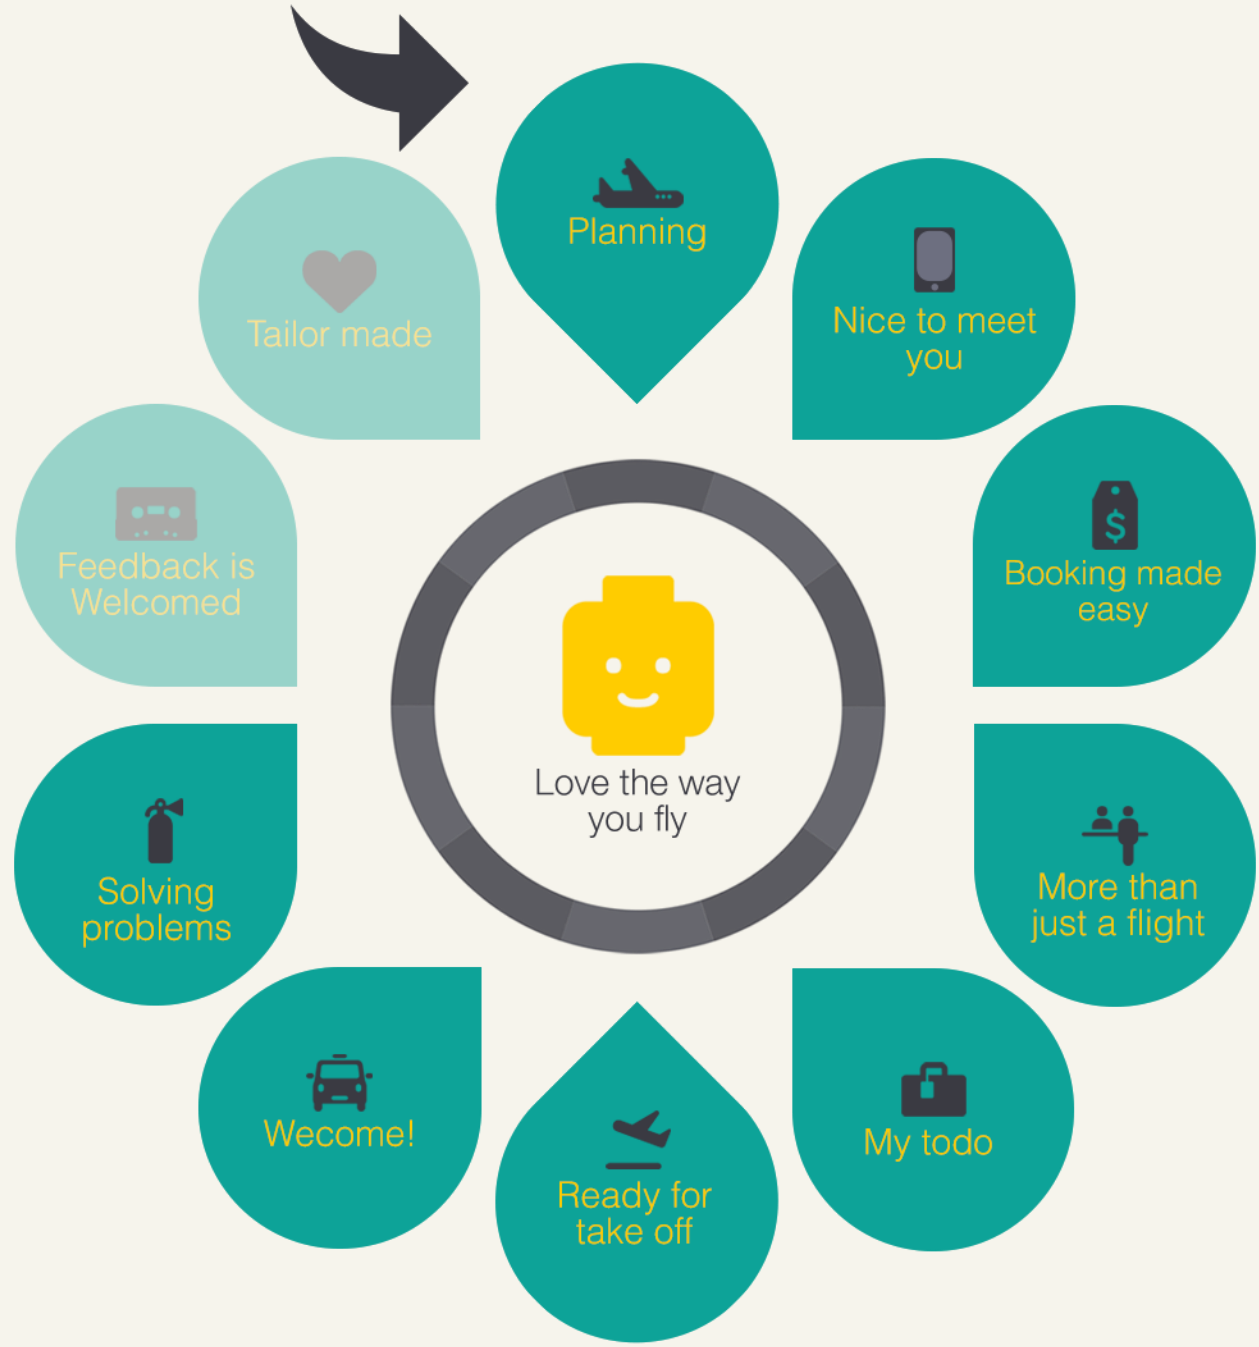 Planning
Nice to meet
you
Booking made
easy
More than
just a flight
My todo
Ready for
take off
Wecome!
Solving
problems
Feedback is
Welcomed
Tailor made
Love the way
you fly
$